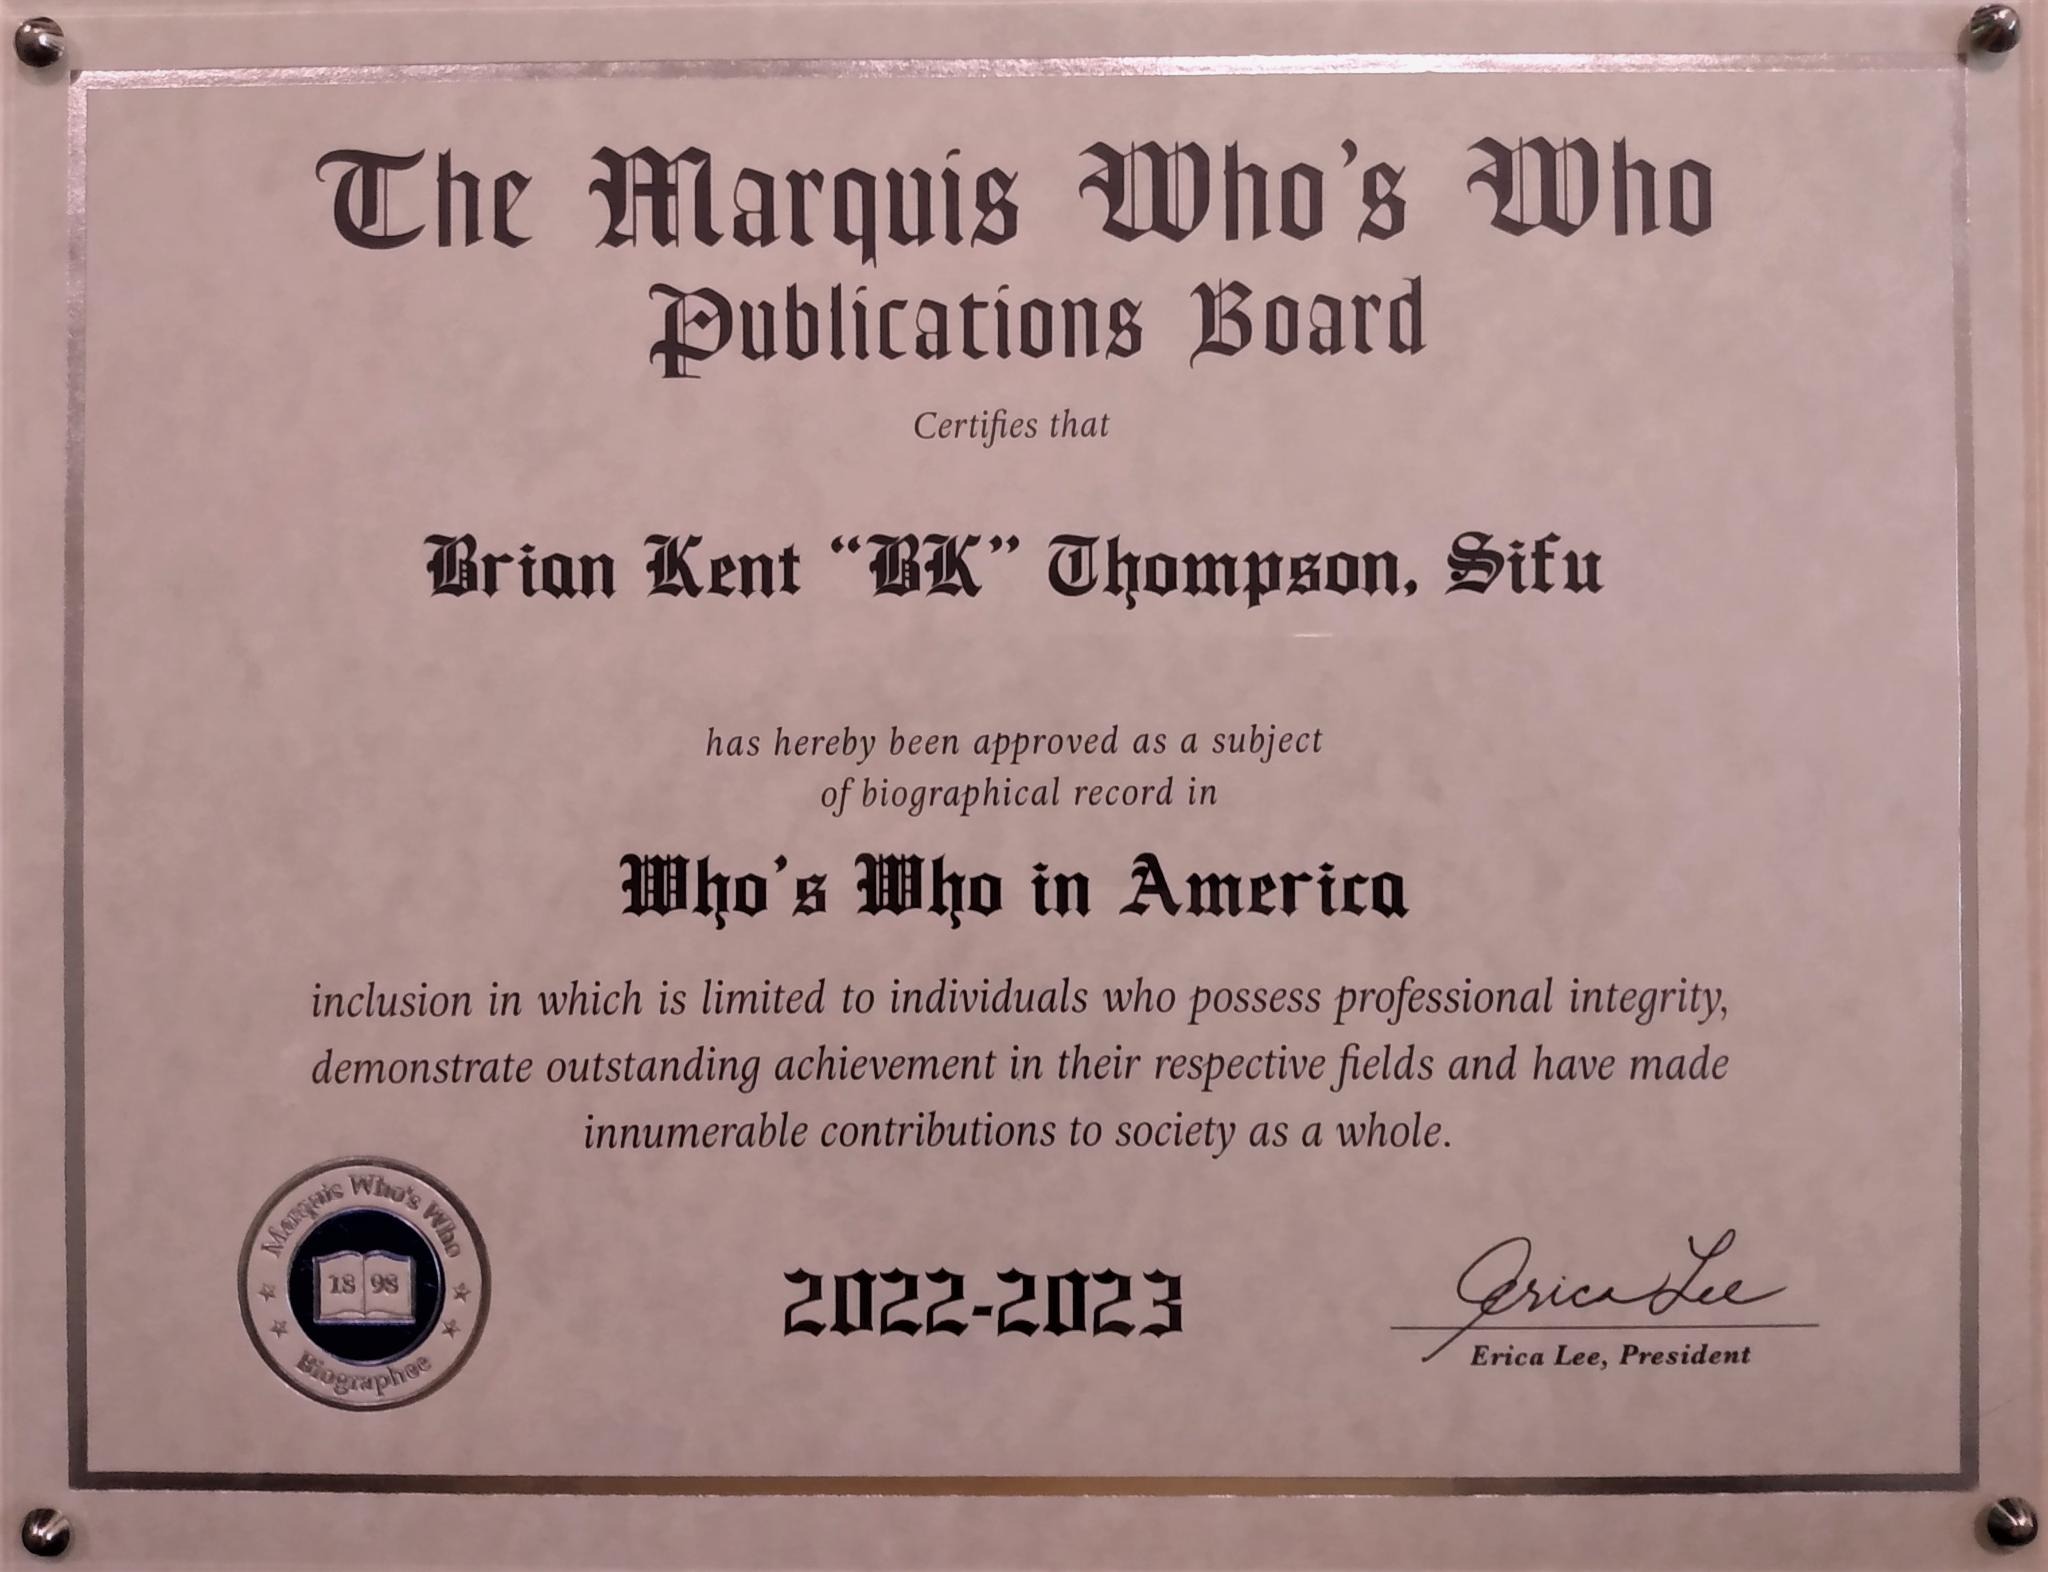 The Marquis Who's Who
Publications Board
Certifies that
Brian Kent “BK” Thompson, Sifu
has hereby been approved as a subject
of biographical record in
Who's Who in America
inclusion in which is limited to individuals who possess professional integrity,
demonstrate outstanding achievement in their respective fields and have made
innumerable contributions to society as a whole.
Marquis Who's Who
1898
Biographee
2022-2023
Erica Lee
Erica Lee, President